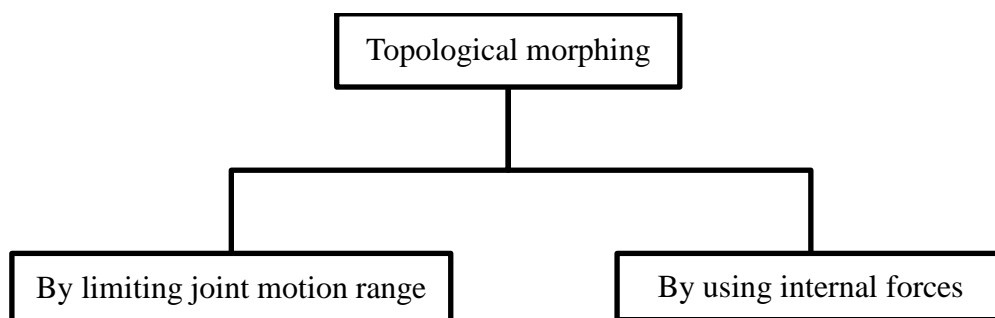 Topological morphing
By limiting joint motion range
By using internal forces